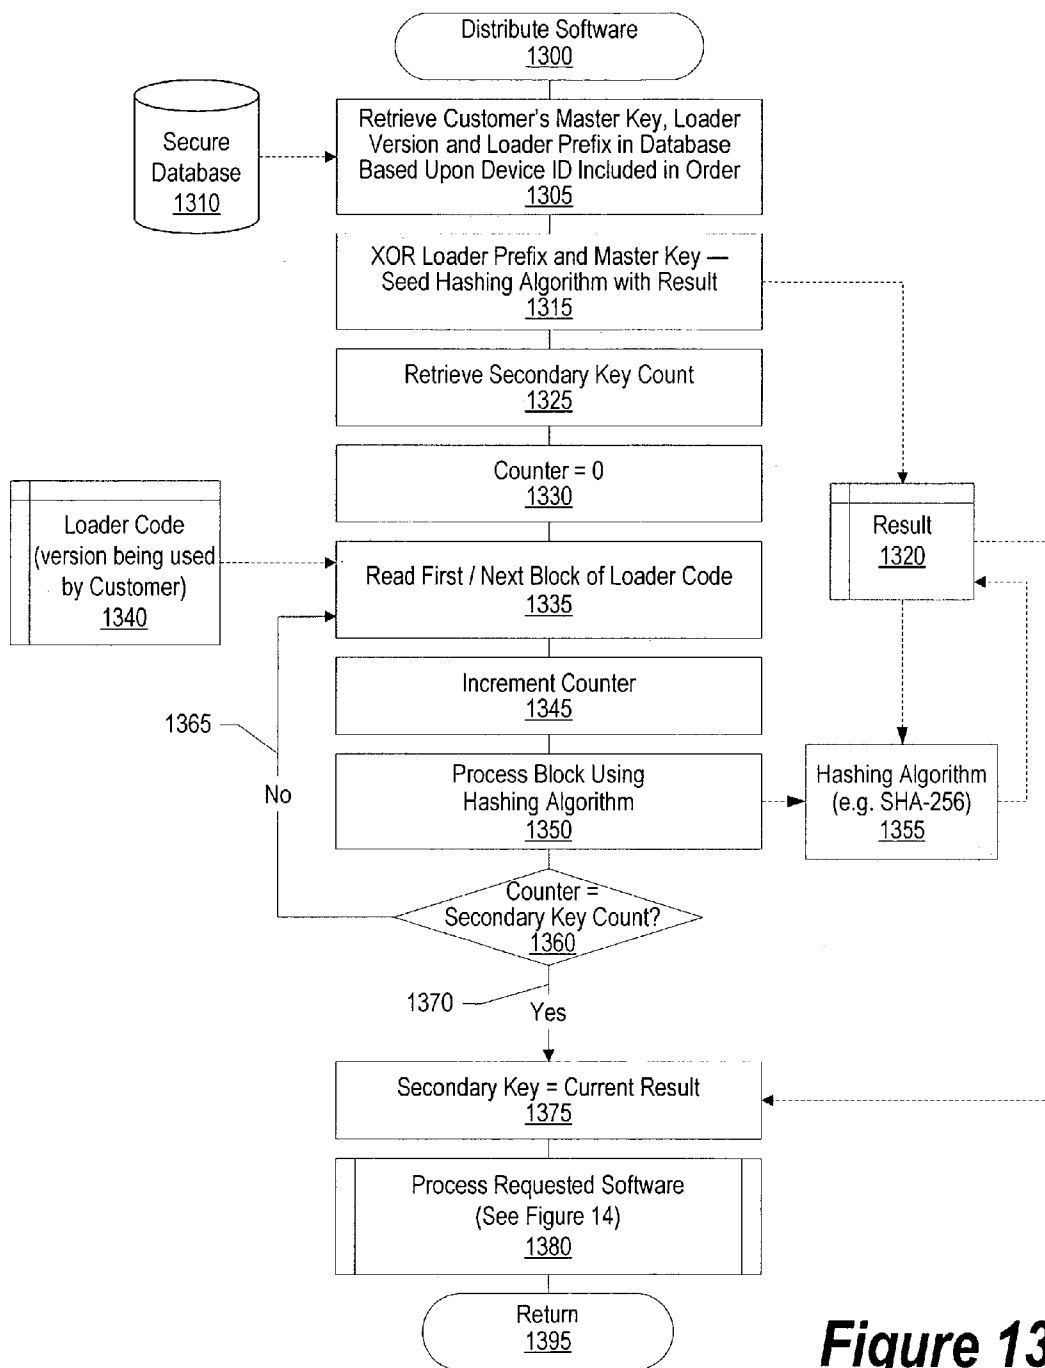 Distribute Software
1300
Secure
Database
1310
Retrieve Customer's Master Key, Loader
Version and Loader Prefix in Database
Based Upon Device ID Included in Order
1305
XOR Loader Prefix and Master Key —
Seed Hashing Algorithm with Result
1315
Retrieve Secondary Key Count
1325
Counter = 0
1330
Loader Code
(version being used
by Customer)
1340
Result
1320
Read First / Next Block of Loader Code
1335
Increment Counter
1345
1365
No
Process Block Using
Hashing Algorithm
1350
Hashing Algorithm
(e.g. SHA-256)
1355
Counter =
Secondary Key Count?
1360
1370
Yes
Secondary Key = Current Result
1375
Process Requested Software
(See Figure 14)
1380
Return
1395
Figure 13